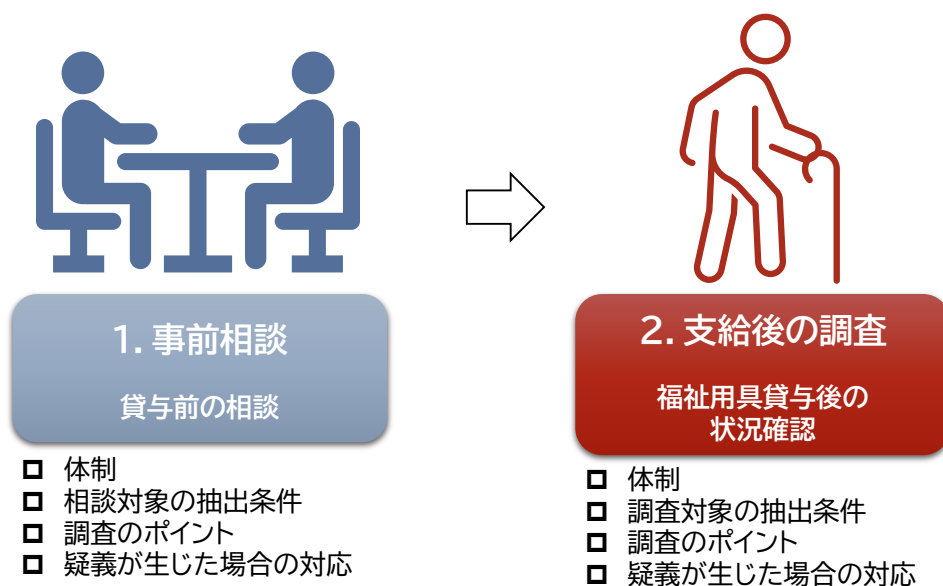 1. 事前相談
貸与前の相談
体制
相談対象の抽出条件
調査のポイント
疑義が生じた場合の対応
2. 支給後の調査
福祉用具貸与後の
状況確認
体制
調査対象の抽出条件
調査のポイント
疑義が生じた場合の対応